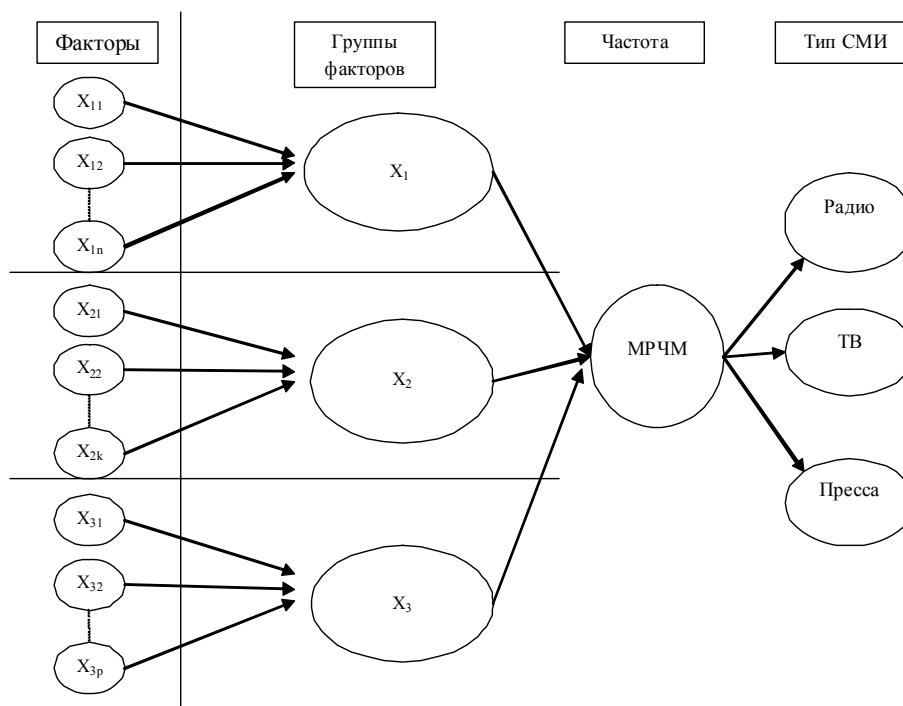 Факторы
Группы
факторов
Частота
Тип СМИ
X11
X12
X1n
X1
X21
X22
X2k
X2
X31
X32
X3p
X3
МРЧМ
Радио
ТВ
Пресса